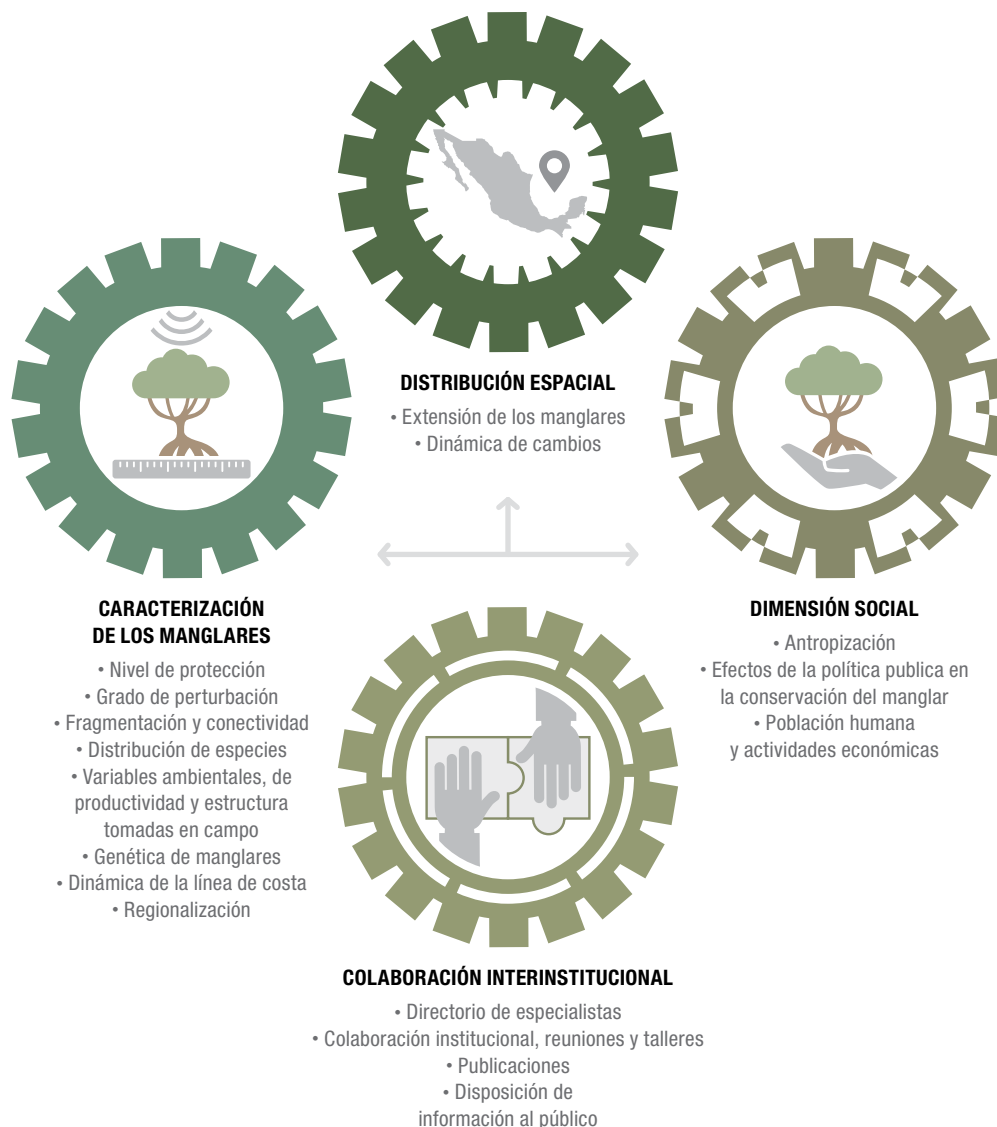 DISTRIBUCIÓN ESPACIAL
• Extensión de los manglares
• Dinámica de cambios
CARACTERIZACIÓN
DE LOS MANGLARES
• Nivel de protección
• Grado de perturbación
• Fragmentación y conectividad
• Distribución de especies
• Variables ambientales, de
productividad y estructura
tomadas en campo
• Genética de manglares
• Dinámica de la línea de costa
• Regionalización
DIMENSIÓN SOCIAL
• Antropización
• Efectos de la política publica en
la conservación del manglar
• Población humana
y actividades económicas
COLABORACIÓN INTERINSTITUCIONAL
• Directorio de especialistas
• Colaboración institucional, reuniones y talleres
• Publicaciones
• Disposición de
información al público